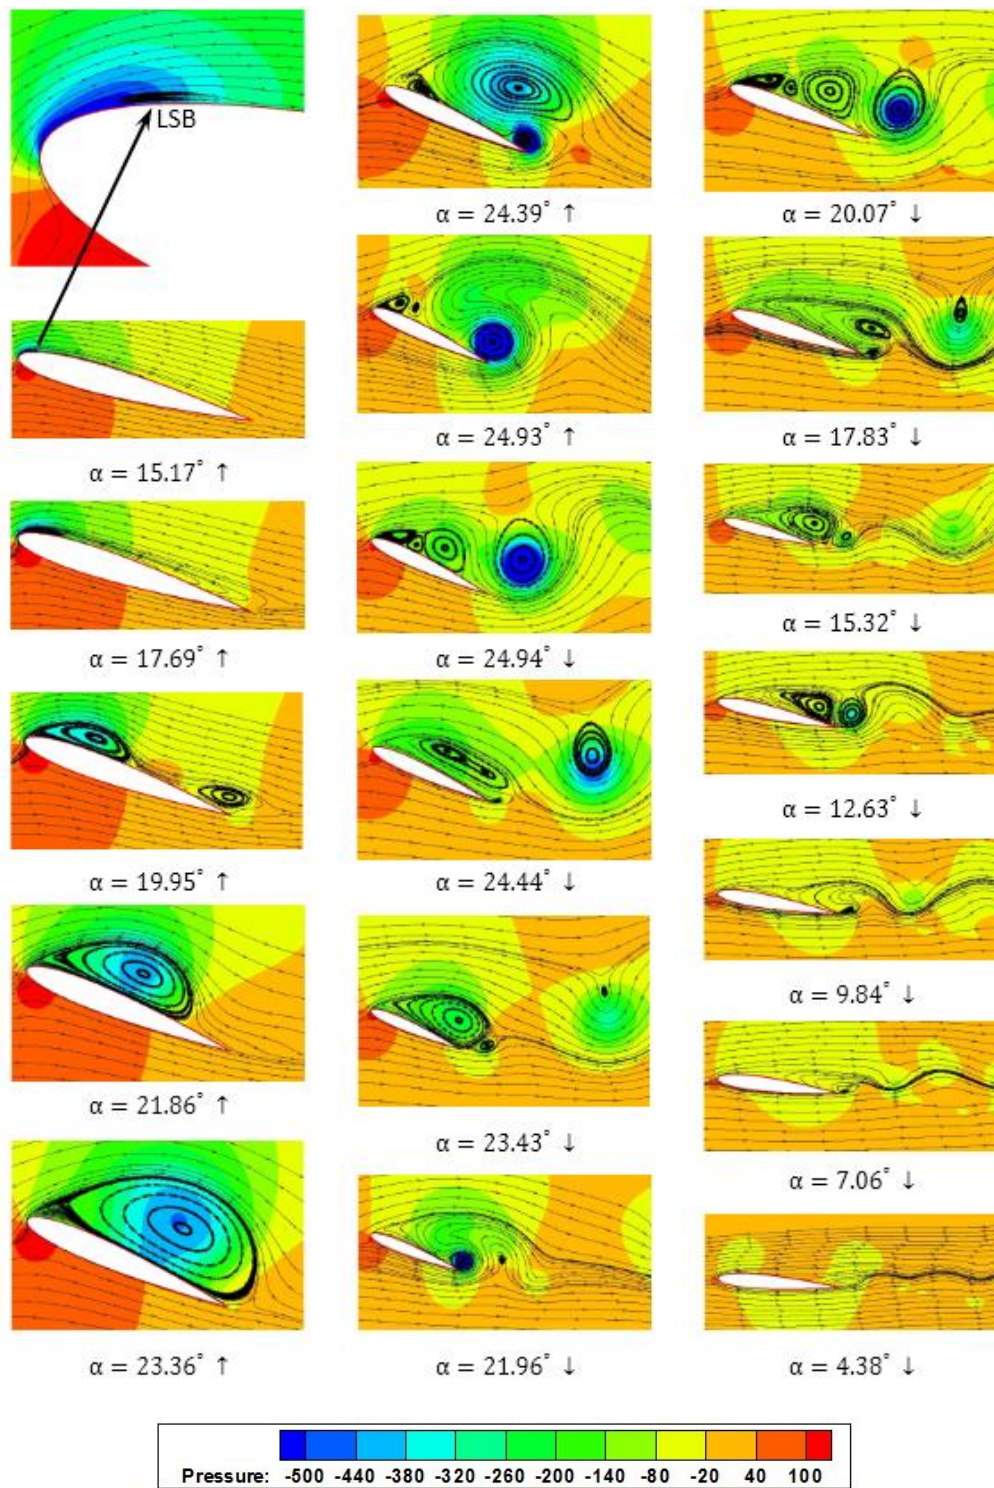 LSB
α = 15.17° ↑
α = 17.69° ↑
α = 19.95° ↑
α = 21.86° ↑
α = 23.36° ↑
α = 24.39° ↑
α = 24.93° ↑
α = 24.94° ↓
α = 24.44° ↓
α = 23.43° ↓
α = 21.96° ↓
α = 20.07° ↓
α = 17.83° ↓
α = 15.32° ↓
α = 12.63° ↓
α = 9.84° ↓
α = 7.06° ↓
α = 4.38° ↓
Pressure: -500 -440 -380 -320 -260 -200 -140 -80 -20 40 100